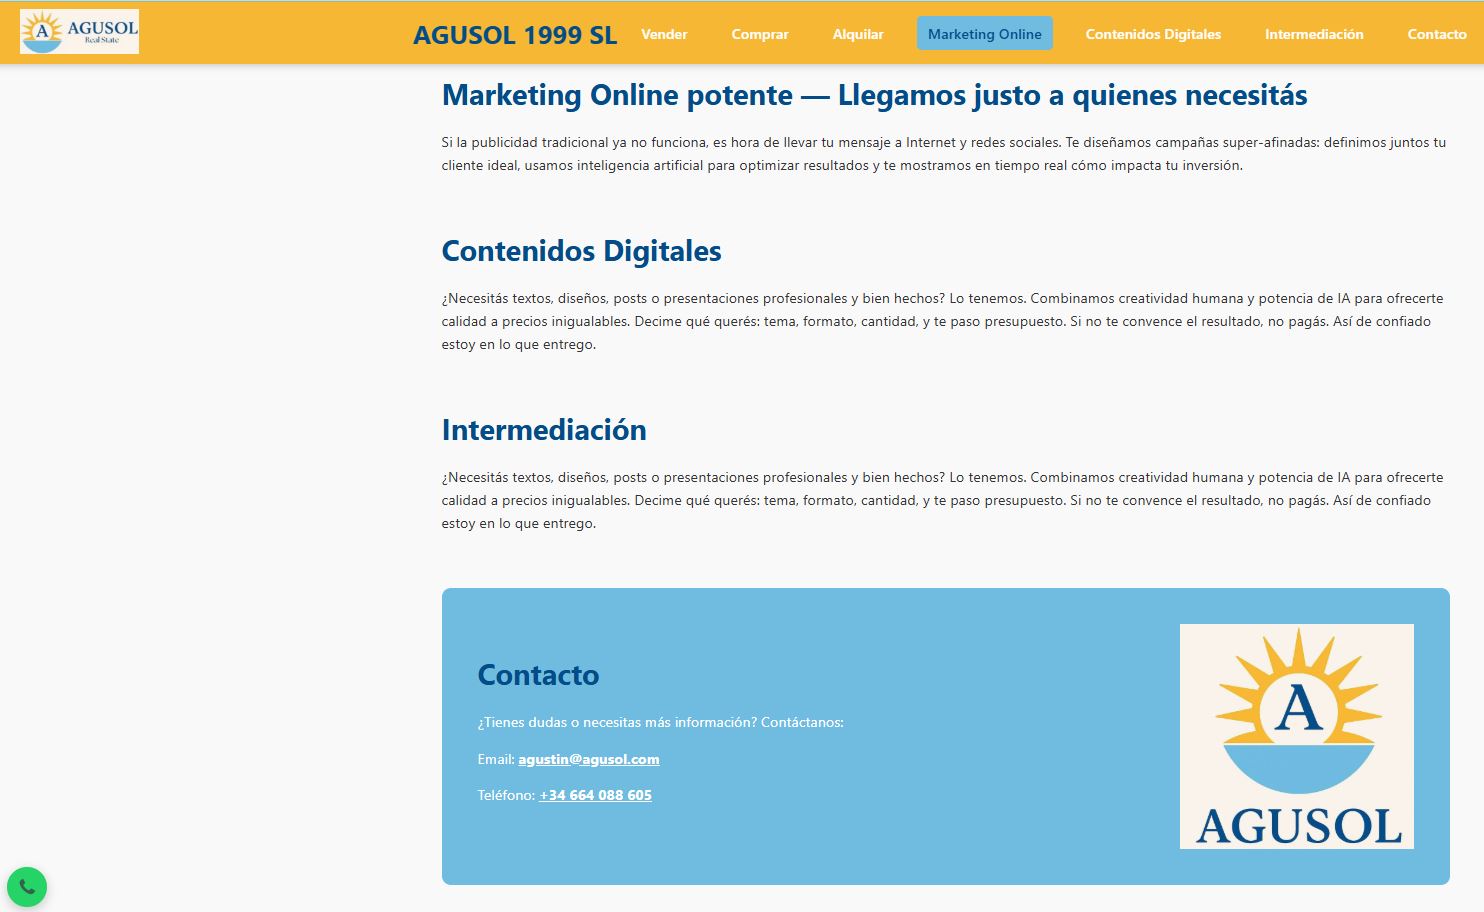 A AGUSOL
Real State
AGUSOL 1999 SL
Vender
Comprar
Alquilar
Marketing Online
Contenidos Digitales
Intermediación
Contacto
Marketing Online potente — Llegamos justo a quienes necesitás
Si la publicidad tradicional ya no funciona, es hora de llevar tu mensaje a Internet y redes sociales. Te diseñamos campañas super-afinadas: definimos juntos tu
cliente ideal, usamos inteligencia artificial para optimizar resultados y te mostramos en tiempo real cómo impacta tu inversión.
Contenidos Digitales
¿Necesitás textos, diseños, posts o presentaciones profesionales y bien hechos? Lo tenemos. Combinamos creatividad humana y potencia de IA para ofrecerte
calidad a precios inigualables. Decime qué querés: tema, formato, cantidad, y te paso presupuesto. Si no te convence el resultado, no pagás. Así de confiado
estoy en lo que entrego.
Intermediación
¿Necesitás textos, diseños, posts o presentaciones profesionales y bien hechos? Lo tenemos. Combinamos creatividad humana y potencia de IA para ofrecerte
calidad a precios inigualables. Decime qué querés: tema, formato, cantidad, y te paso presupuesto. Si no te convence el resultado, no pagás. Así de confiado
estoy en lo que entrego.
Contacto
¿Tienes dudas o necesitas más información? Contáctanos:
Email: agustin@agusol.com
Teléfono: +34 664 088 605
A
AGUSOL